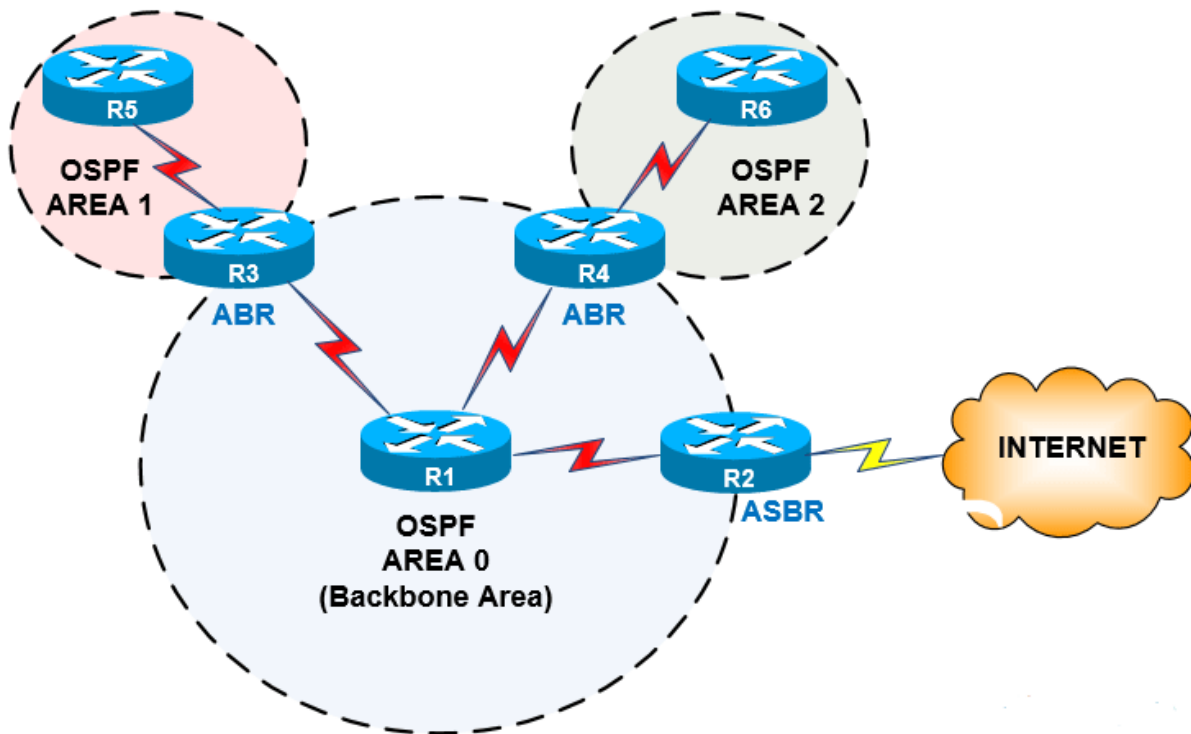 R5
OSPF
AREA 1
R6
OSPF
AREA 2
R3
ABR
R4
ABR
R1
OSPF
AREA 0
(Backbone Area)
R2
ASBR
INTERNET